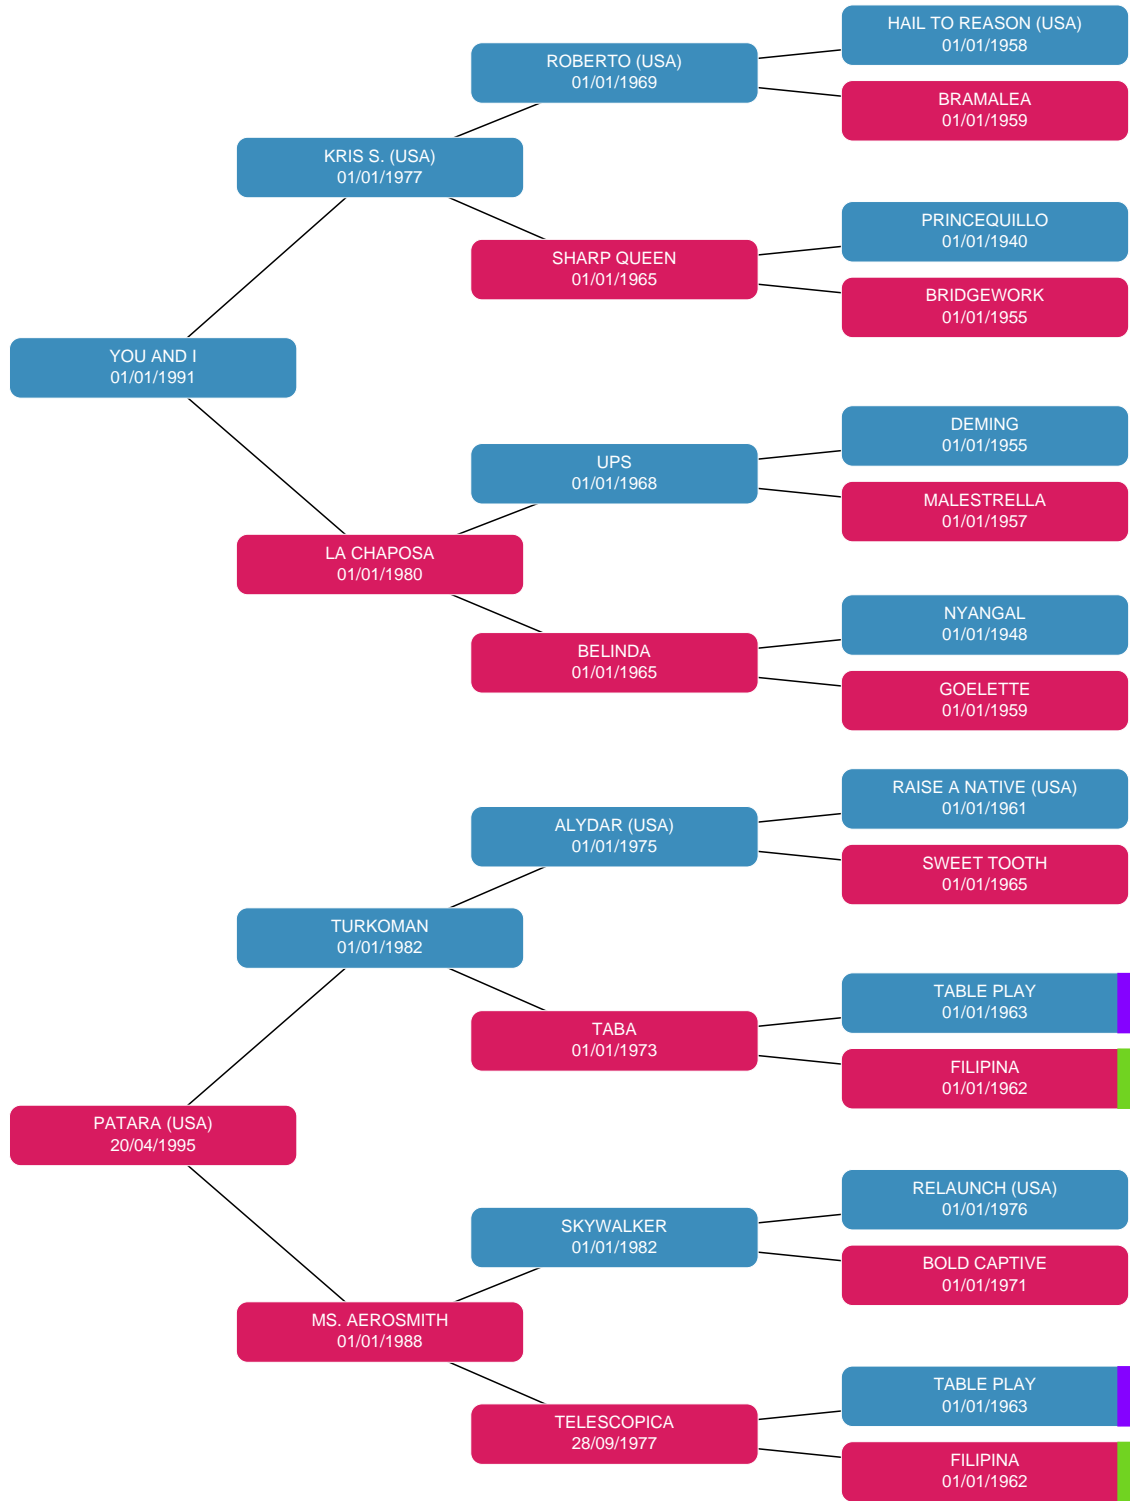 HAIL TO REASON (USA)
01/01/1958
ROBERTO (USA)
01/01/1969
BRAMALEA
01/01/1959
KRIS S. (USA)
01/01/1977
PRINCEQUILLO
01/01/1940
SHARP QUEEN
01/01/1965
BRIDGEWORK
01/01/1955
YOU AND I
01/01/1991
DEMING
01/01/1955
UPS
01/01/1968
MALESTRELLA
01/01/1957
LA CHAPOSA
01/01/1980
NYANGAL
01/01/1948
BELINDA
01/01/1965
GOELETTE
01/01/1959
RAISE A NATIVE (USA)
01/01/1961
ALYDAR (USA)
01/01/1975
SWEET TOOTH
01/01/1965
TURKOMAN
01/01/1982
TABLE PLAY
01/01/1963
TABA
01/01/1973
FILIPINA
01/01/1962
PATARA (USA)
20/04/1995
RELAUNCH (USA)
01/01/1976
SKYWALKER
01/01/1982
BOLD CAPTIVE
01/01/1971
MS. AEROSMITH
01/01/1988
TABLE PLAY
01/01/1963
TELESCOPICA
28/09/1977
FILIPINA
01/01/1962